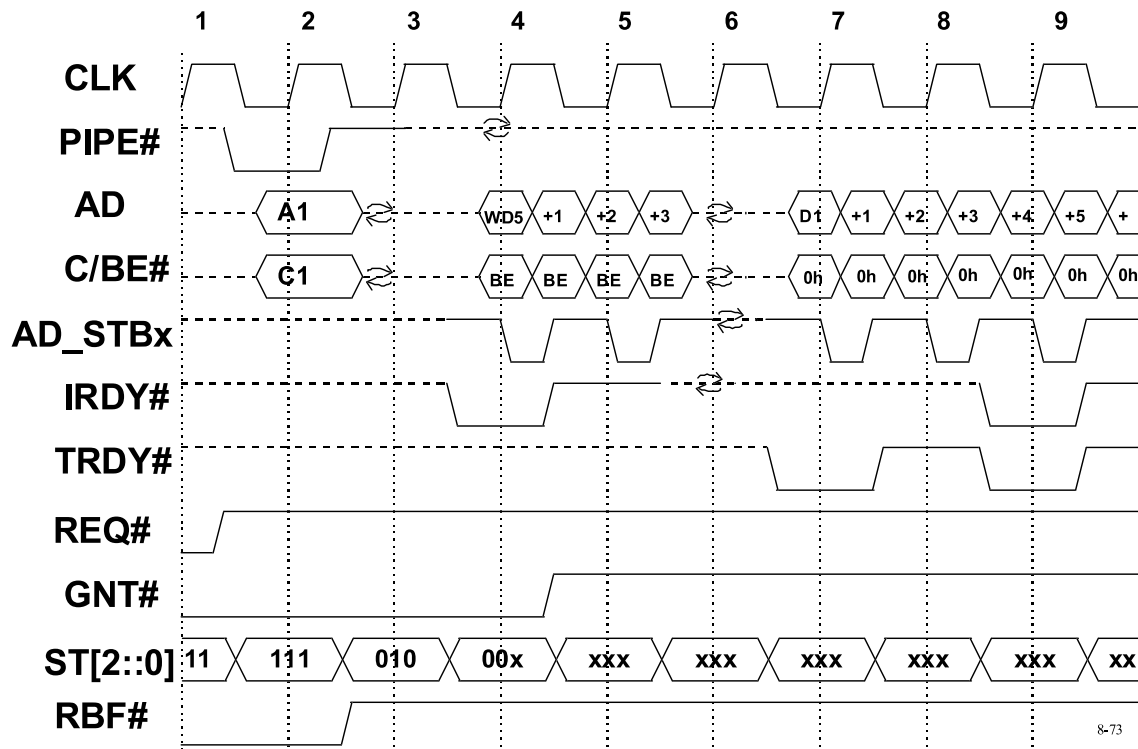 1 2 3 4 5 6 7 8 9
CLK
PIPE#
AD A1 WD5 +1 +2 +3 D1 +1 +2 +3 +4 +5 +
C/BE# C1 BE BE BE BE 0h 0h 0h 0h 0h 0h 0h
AD_STBx
IRDY#
TRDY#
REQ#
GNT#
ST[2::0] 11 111 010 00x xxx xxx xxx xxx xxx xx
RBF#
8-73